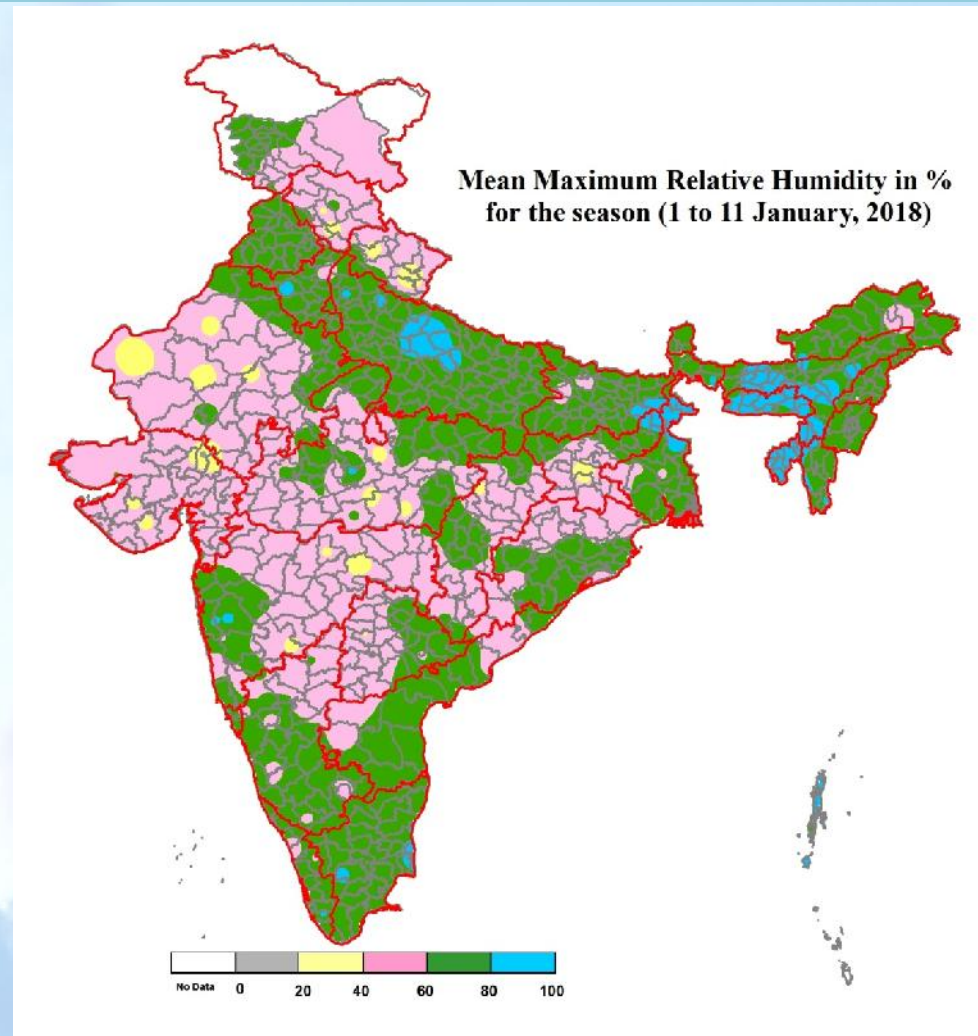 Mean Maximum Relative Humidity in %
for the season (1 to 11 January, 2018)
No Data 0 20 40 60 80 100